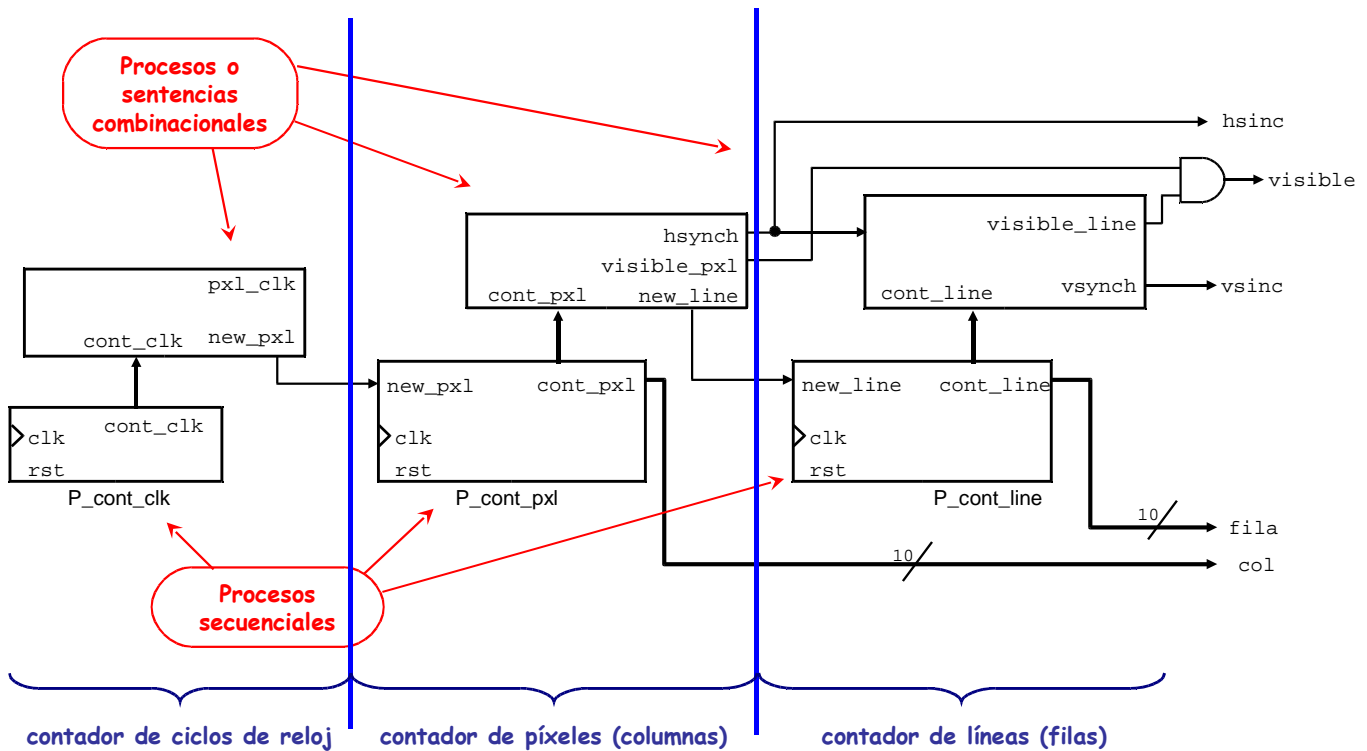 Procesos o
sentencias
combinacionales
hsinc
visible
visible_line
hsynch
visible_pxl
cont_pxl
new_line
cont_line
vsynch
vsinc
pxl_clk
cont_clk
new_pxl
new_pxl
cont_pxl
new_line
cont_line
cont_clk
clk
rst
clk
rst
clk
rst
P_cont_clk
P_cont_pxl
P_cont_line
10
fila
10
col
Procesos
secuenciales
contador de ciclos de reloj
contador de píxeles (columnas)
contador de líneas (filas)